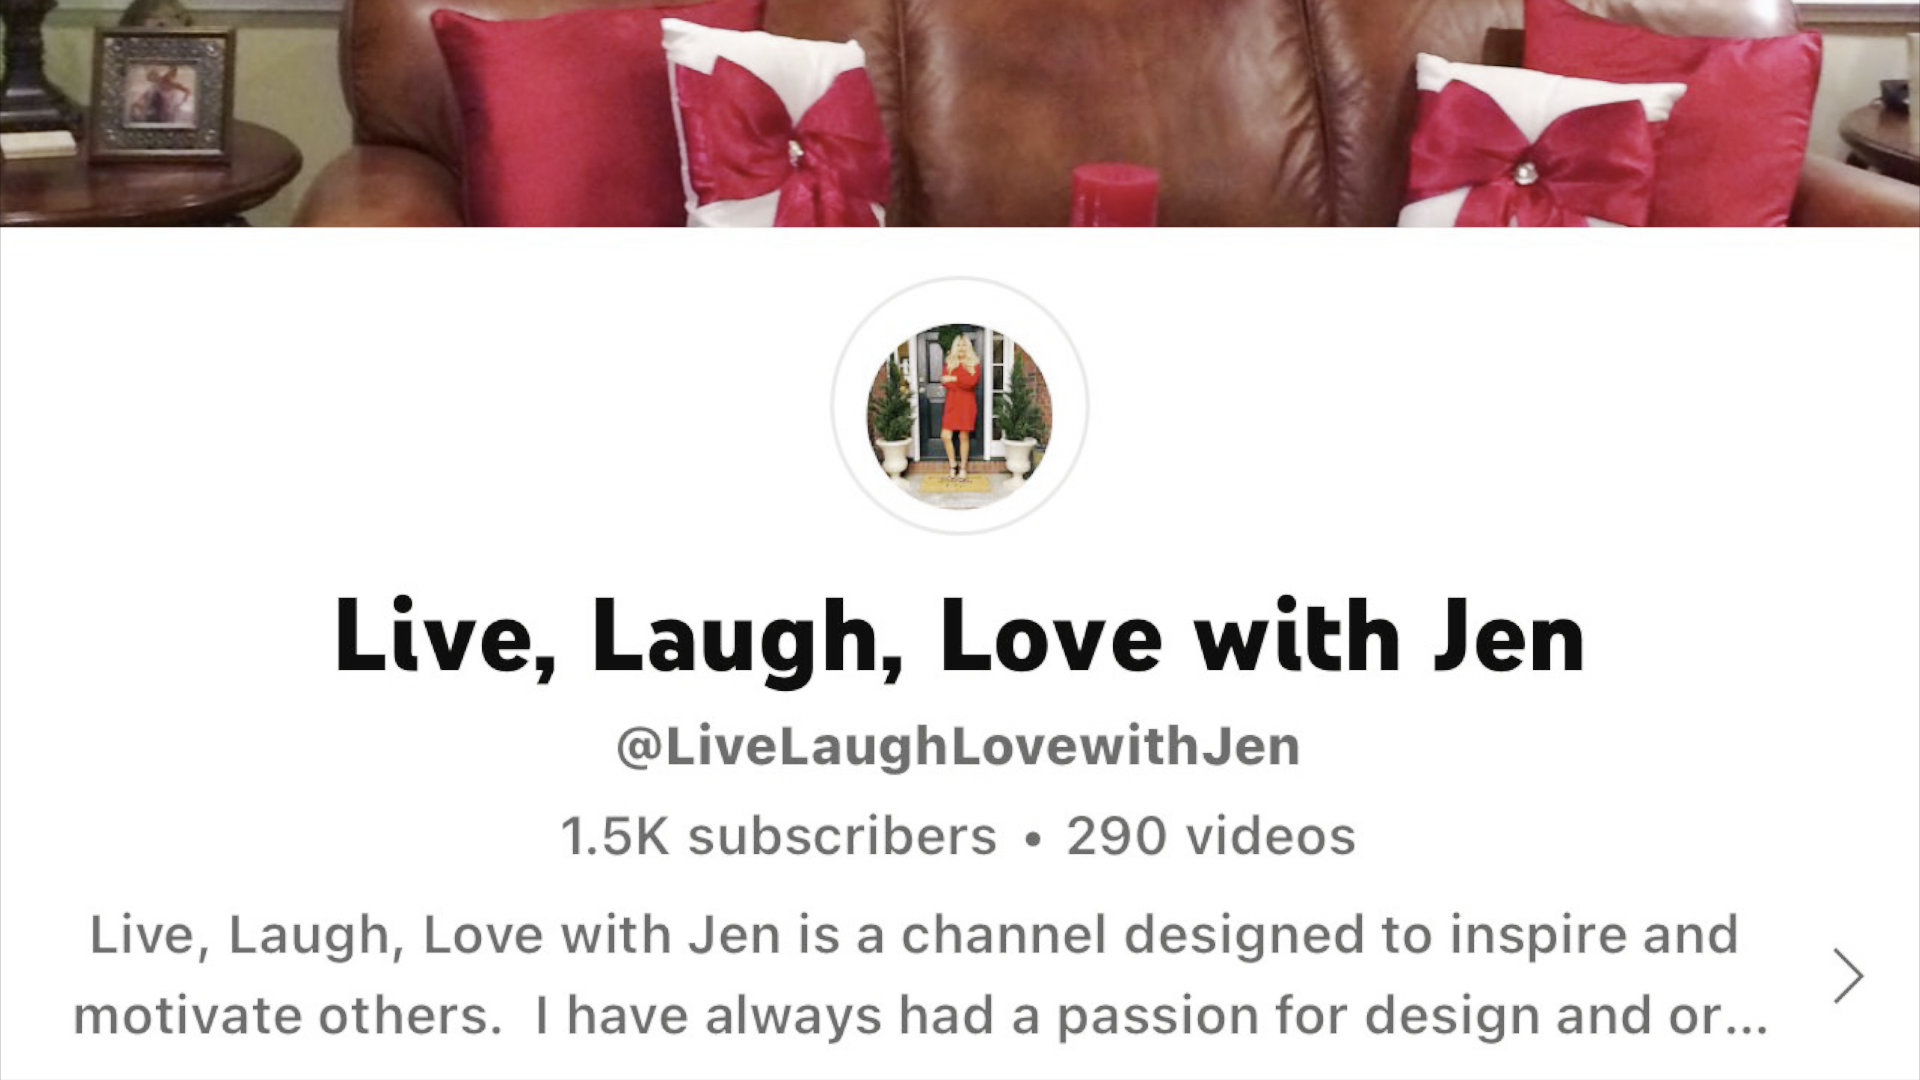 Live, Laugh, Love with Jen
@LiveLaughLovewithJen
1.5K subscribers • 290 videos
Live, Laugh, Love with Jen is a channel designed to inspire and
motivate others.  I have always had a passion for design and or...